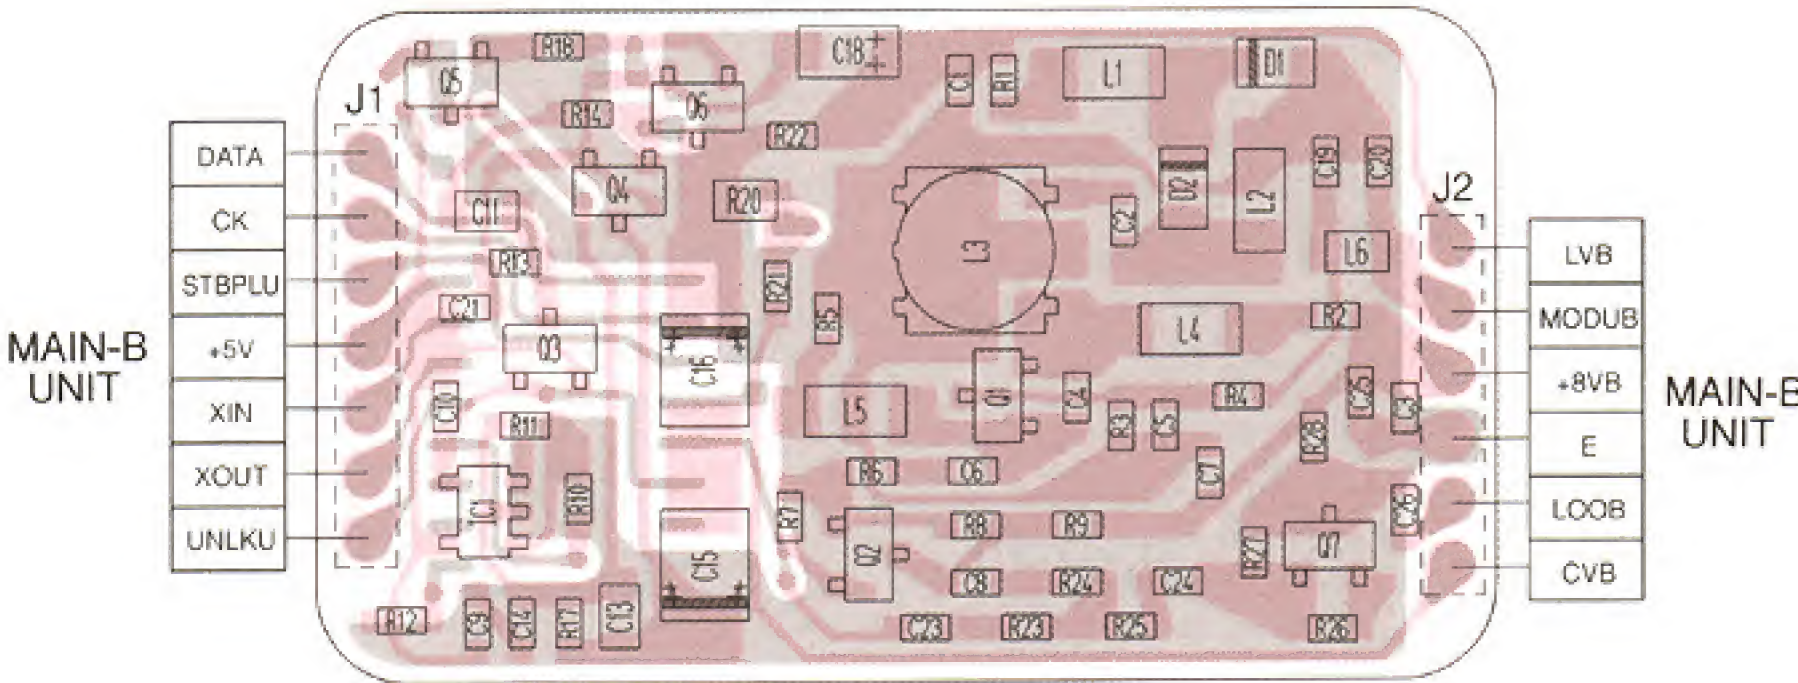 J1
DATA
CK
STBPLU
+5V
XIN
XOUT
UNLKU
MAIN-B
UNIT
Q5
R18
R14
Q6
C18
R22
C1
R1
L1
D1
C11
Q4
R20
C2
D2
L2
C19
C20
R13
R21
L3
L6
C21
Q3
C16
R5
L4
R2
C10
R11
L5
Q1
C4
R3
C5
R4
C25
C3
IC1
R10
R6
C6
C7
R28
R7
Q2
R8
R9
C26
C15
C8
R24
C24
R27
Q7
R12
C9
C14
R17
C13
C23
R23
R25
R26
J2
LVB
MODUB
+8VB
E
LOOB
CVB
MAIN-B
UNIT